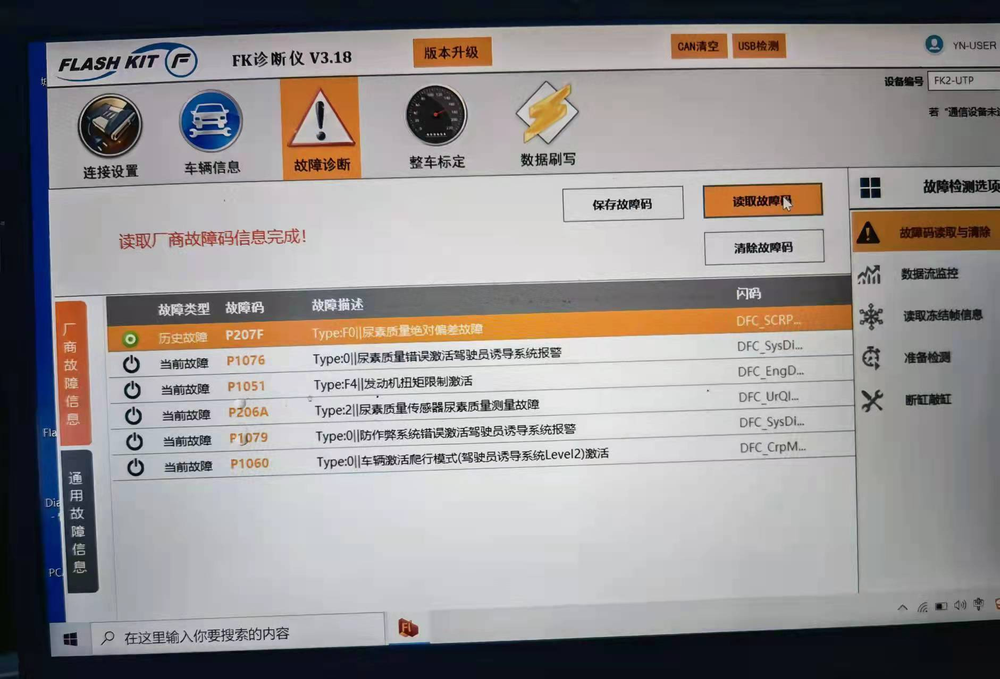 FLASH KIT F
FK诊断仪 V3.18
版本升级
CAN清空
USB检测
YN-USER
设备编号
FK2-UTP
若 "通信设备未
连接设置
车辆信息
故障诊断
整车标定
数据刷写
保存故障码
读取故障码
清除故障码
读取厂商故障码信息完成!
故障检测选项
故障码读取与清除
数据流监控
读取冻结帧信息
准备检测
断缸敲缸
厂商故障信息
通用故障信息
故障类型 故障码 故障描述 闪码
历史故障 P207F Type:F0||尿素质量绝对偏差故障 DFC_SCRP...
当前故障 P1076 Type:0||尿素质量错误激活驾驶员诱导系统报警 DFC_SysDi...
当前故障 P1051 Type:F4||发动机扭矩限制激活 DFC_EngD...
当前故障 P206A Type:2||尿素质量传感器尿素质量测量故障 DFC_UrQl...
当前故障 P1079 Type:0||防作弊系统错误激活驾驶员诱导系统报警 DFC_SysDi...
当前故障 P1060 Type:0||车辆激活爬行模式(驾驶员诱导系统Level2)激活 DFC_CrpM...
Fla
Dia
PC
在这里输入你要搜索的内容
Fl
中